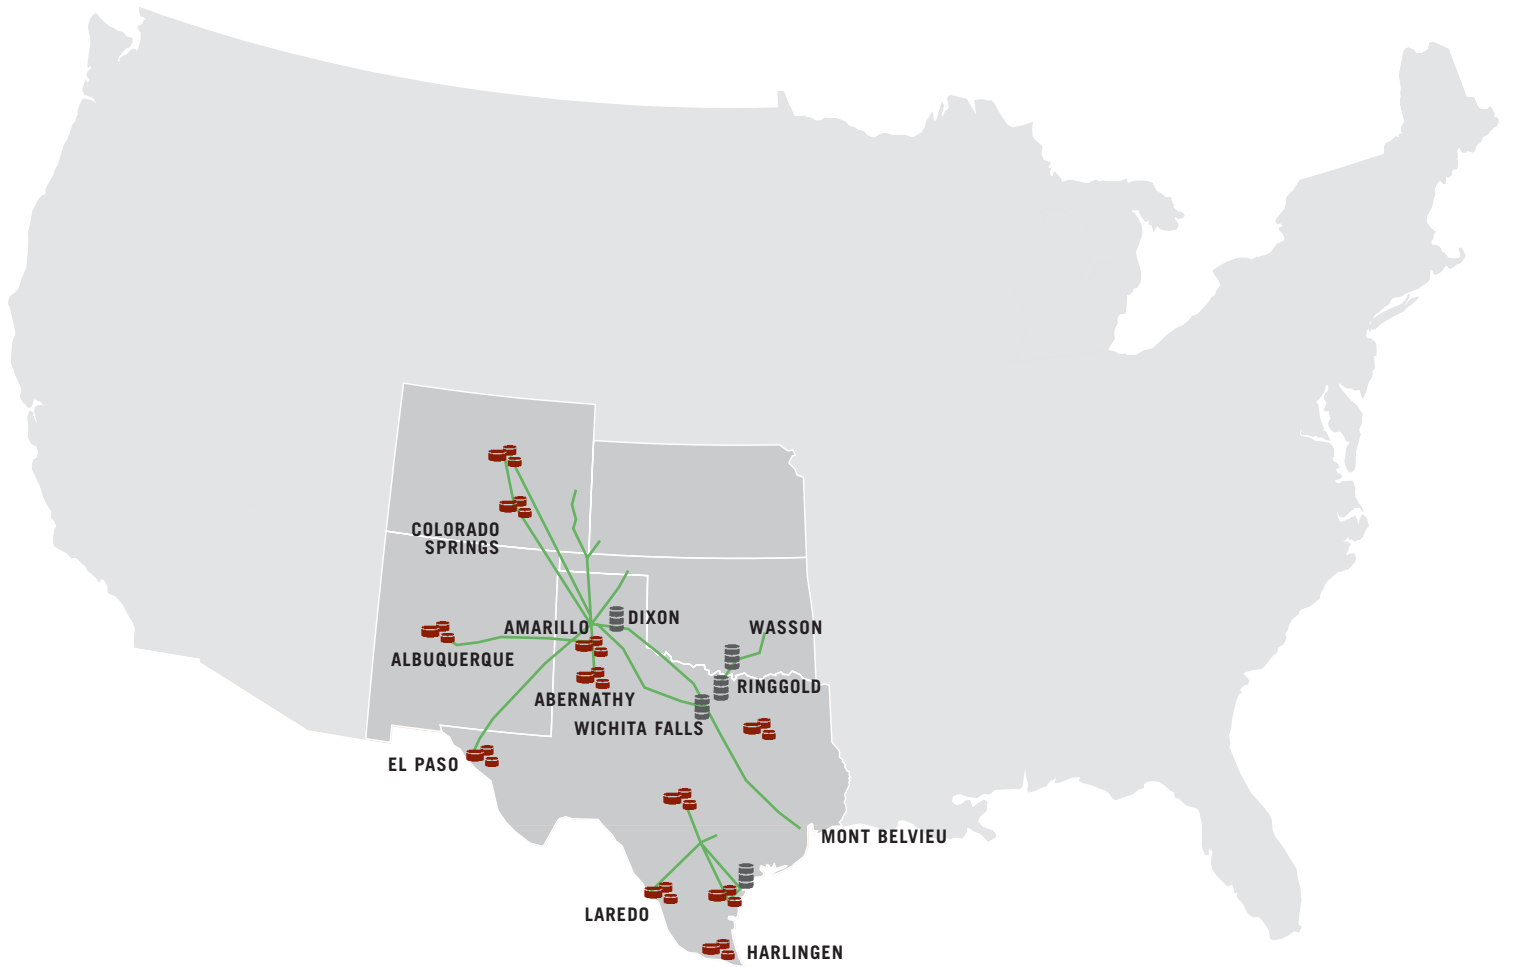 COLORADO
SPRINGS
DIXON
AMARILLO
WASSON
ALBUQUERQUE
RINGGOLD
ABERNATHY
WICHITA FALLS
EL PASO
MONT BELVIEU
LAREDO
HARLINGEN